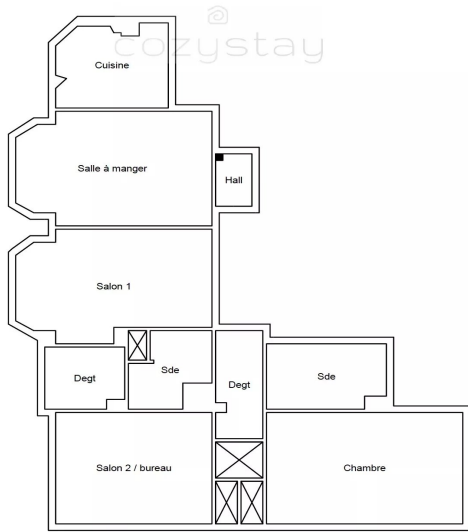 cozystay
Cuisine
Salle à manger
Hall
Salon 1
Degt
Sde
Degt
Sde
Salon 2 / bureau
Chambre